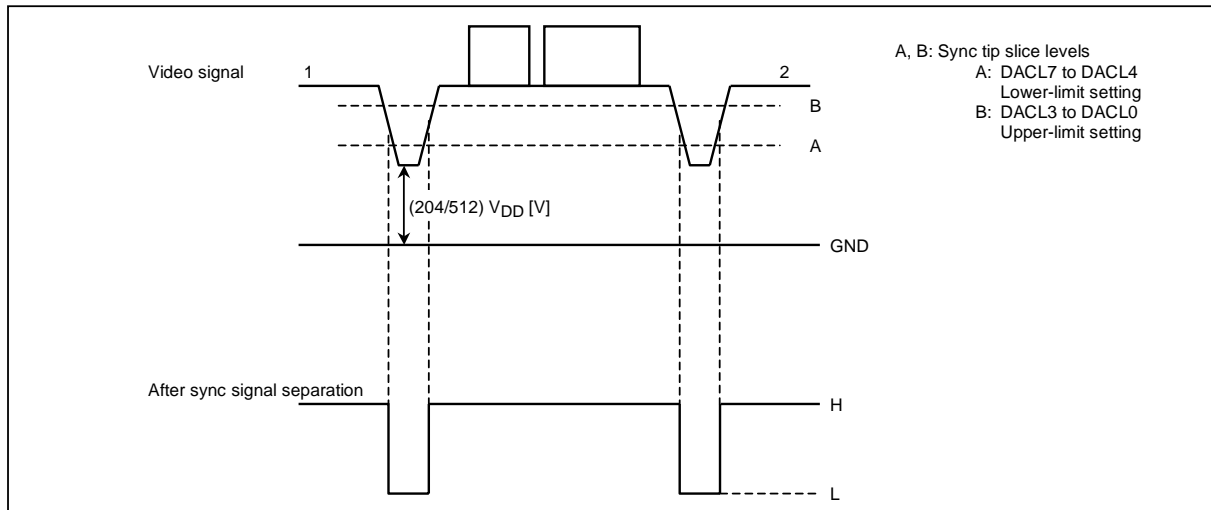 A, B: Sync tip slice levels
A: DACL7 to DACL4
Lower-limit setting
B: DACL3 to DACL0
Upper-limit setting
Video signal
1
2
B
A
(204/512) VDD [V]
GND
After sync signal separation
H
L